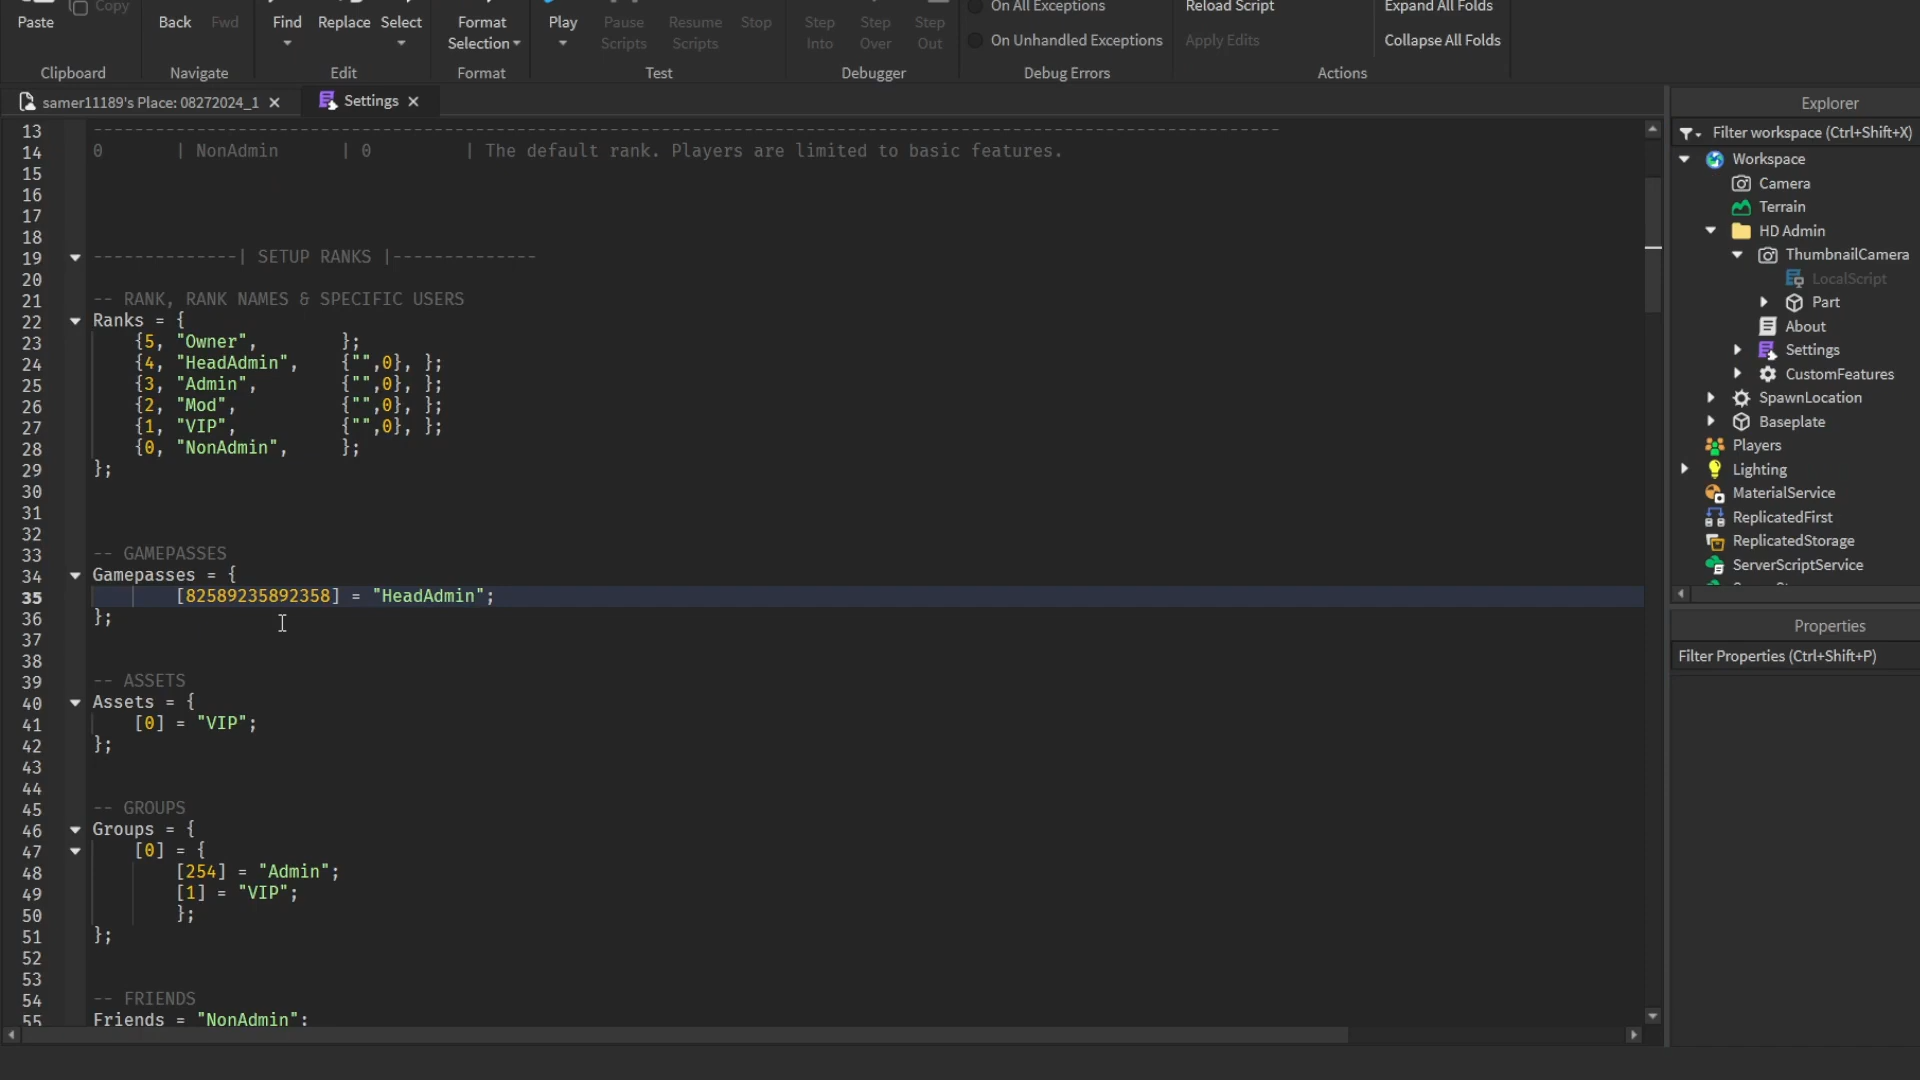 Paste
Copy
Back
Fwd
Find
Replace
Select
Format
Selection
Play
Pause
Scripts
Resume
Scripts
Stop
Step
Into
Step
Over
Step
Out
On All Exceptions
On Unhandled Exceptions
Reload Script
Apply Edits
Expand All Folds
Collapse All Folds
Clipboard
Navigate
Edit
Format
Test
Debugger
Debug Errors
Actions
samer11189's Place: 08272024_1
Settings
13 -------------------------------------------------------------------------------------------------------------------
14 0 | NonAdmin | 0 | The default rank. Players are limited to basic features.
15
16
17
18
19 --------------| SETUP RANKS |--------------
20
21 -- RANK, RANK NAMES & SPECIFIC USERS
22 Ranks = {
23 {5, "Owner", };
24 {4, "HeadAdmin", {"",0}, };
25 {3, "Admin", {"",0}, };
26 {2, "Mod", {"",0}, };
27 {1, "VIP", {"",0}, };
28 {0, "NonAdmin", };
29 };
30
31
32
33 -- GAMEPASSES
34 Gamepasses = {
35 [82589235892358] = "HeadAdmin";
36 };
37
38
39 -- ASSETS
40 Assets = {
41 [0] = "VIP";
42 };
43
44
45 -- GROUPS
46 Groups = {
47 [0] = {
48 [254] = "Admin";
49 [1] = "VIP";
50 };
51 };
52
53
54 -- FRIENDS
55 Friends = "NonAdmin";
Explorer
Filter workspace (Ctrl+Shift+X)
Workspace
Camera
Terrain
HD Admin
ThumbnailCamera
LocalScript
Part
About
Settings
CustomFeatures
SpawnLocation
Baseplate
Players
Lighting
MaterialService
ReplicatedFirst
ReplicatedStorage
ServerScriptService
Properties
Filter Properties (Ctrl+Shift+P)